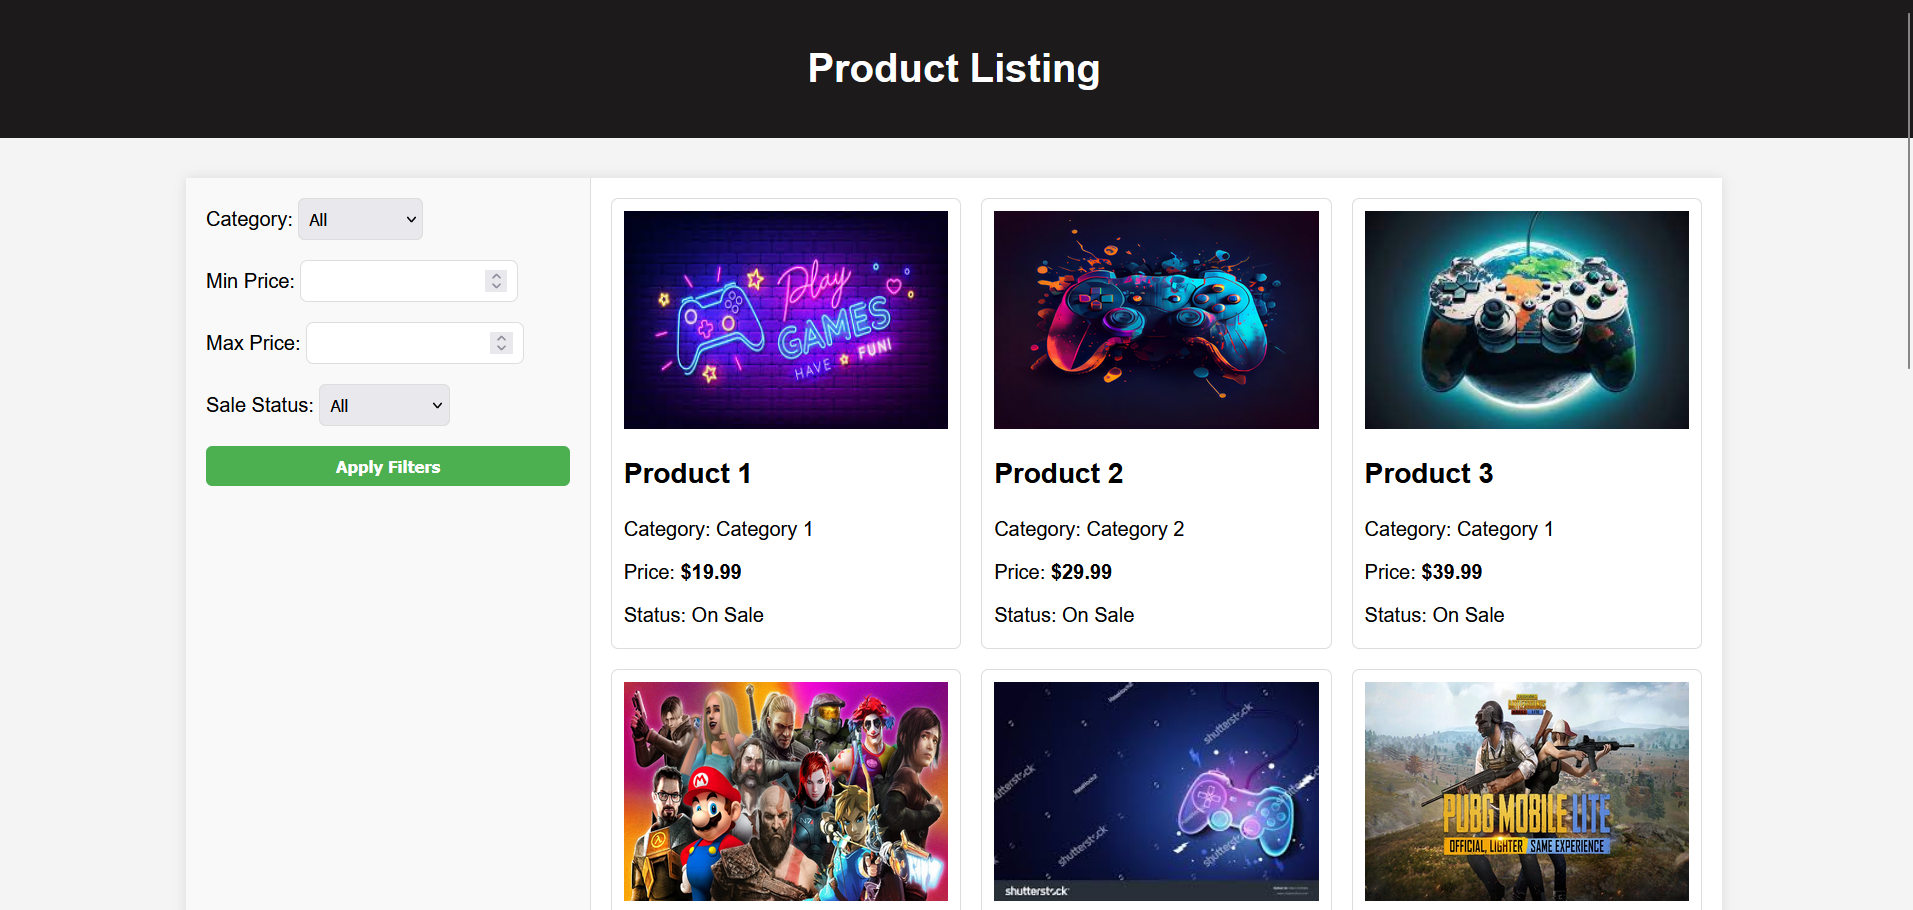 Product Listing
Category: All
Min Price:
Max Price:
Sale Status: All
Apply Filters
Play
GAMES
HAVE FUN!
Product 1
Category: Category 1
Price: $19.99
Status: On Sale
Product 2
Category: Category 2
Price: $29.99
Status: On Sale
Product 3
Category: Category 1
Price: $39.99
Status: On Sale
M
N7
shutterstock
shutterstock
shutterstock
shutterstock
shutterstock
PUBG MOBILE LITE
OFFICIAL, LIGHTER SAME EXPERIENCE